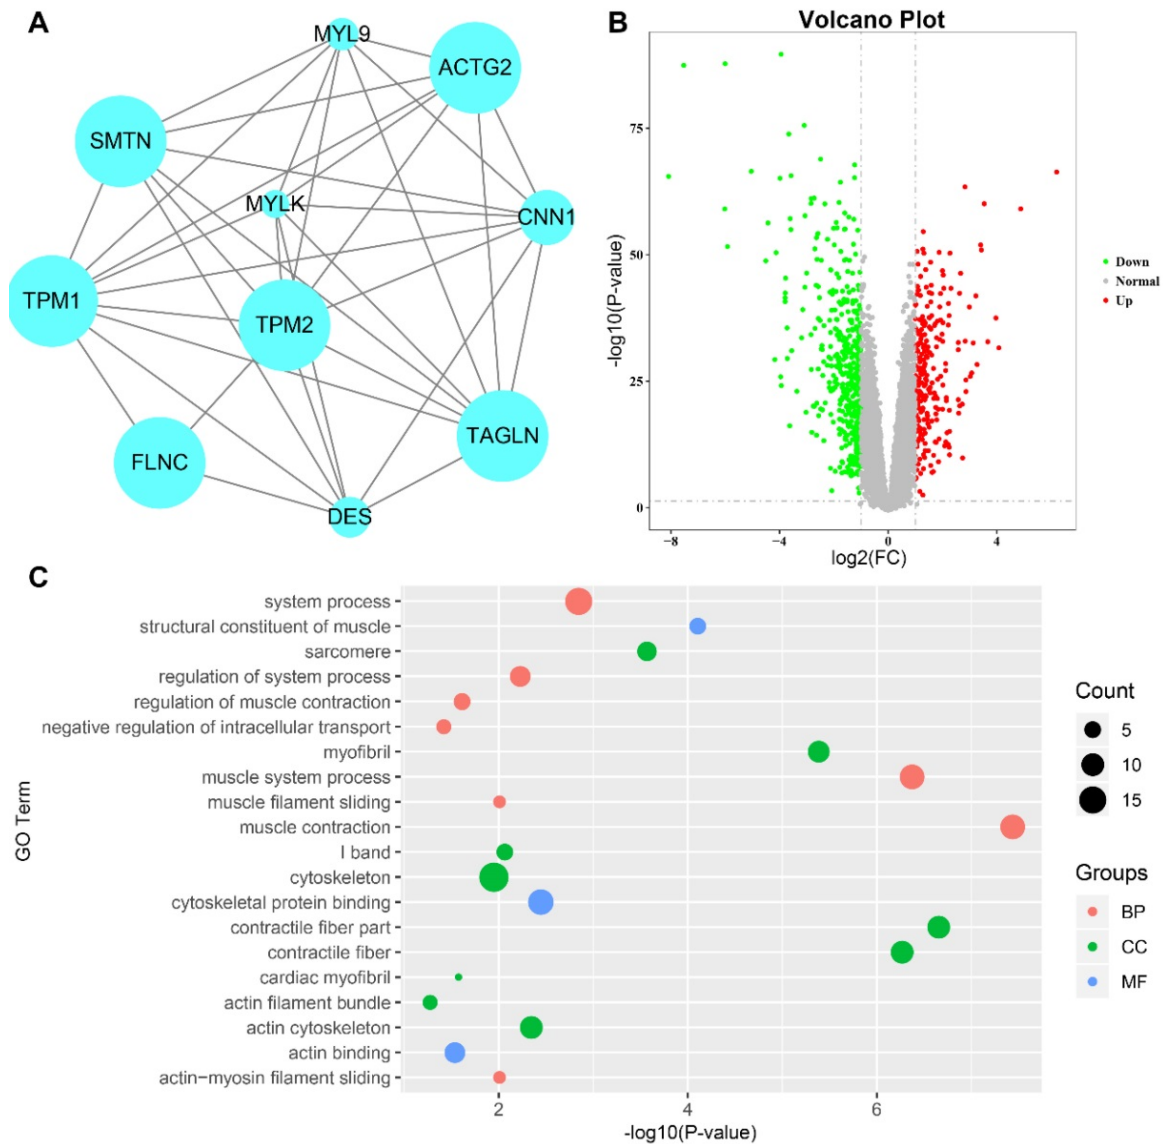 A
MYL9
ACTG2
SMTN
MYLK
CNN1
TPM1
TPM2
TAGLN
FLNC
DES
B
Volcano Plot
-log10(P-value)
75
50
25
0
−8
−4
0
4
log2(FC)
Down
Normal
Up
C
GO Term
system process
structural constituent of muscle
sarcomere
regulation of system process
regulation of muscle contraction
negative regulation of intracellular transport
myofibril
muscle system process
muscle filament sliding
muscle contraction
I band
cytoskeleton
cytoskeletal protein binding
contractile fiber part
contractile fiber
cardiac myofibril
actin filament bundle
actin cytoskeleton
actin binding
actin−myosin filament sliding
2
4
6
-log10(P-value)
Count
5
10
15
Groups
BP
CC
MF